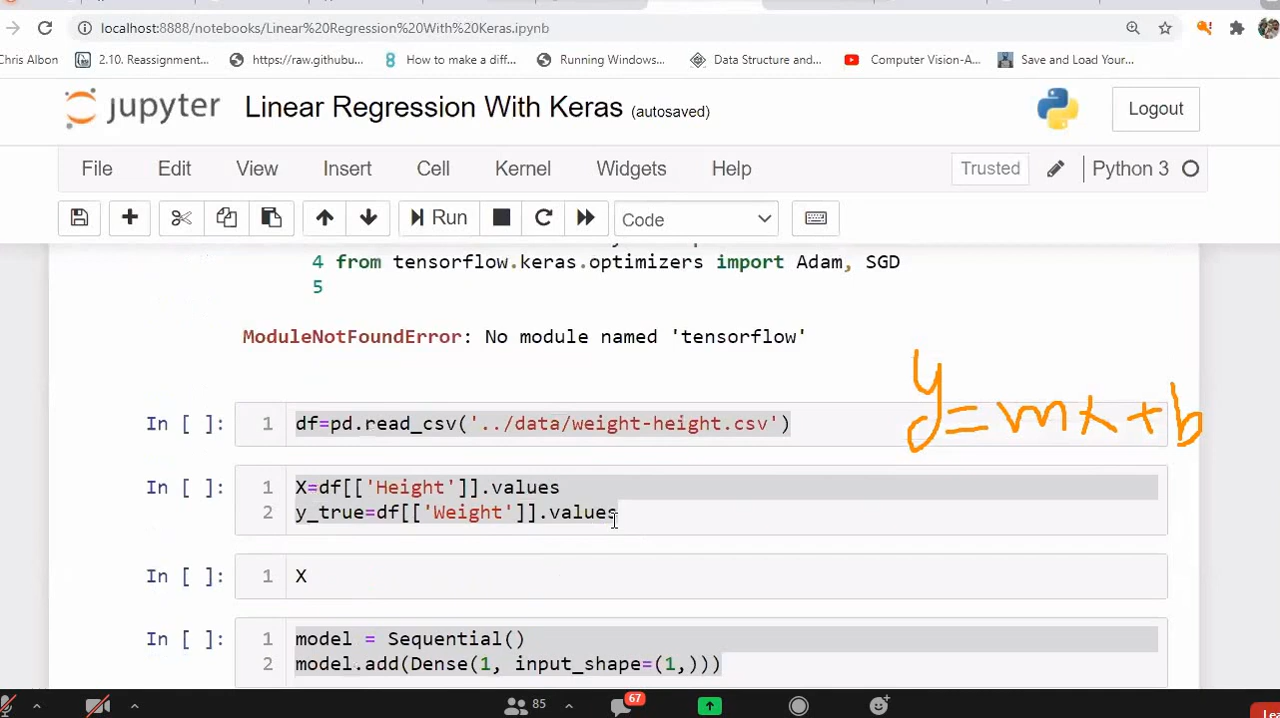 localhost:8888/notebooks/Linear%20Regression%20With%20Keras.ipynb
Chris Albon 2.10. Reassignment... https://raw.githubu... How to make a diff... Running Windows... Data Structure and... Computer Vision-A... Save and Load Your...
jupyter Linear Regression With Keras (autosaved) Logout
File Edit View Insert Cell Kernel Widgets Help Trusted Python 3
Run Code
4 from tensorflow.keras.optimizers import Adam, SGD
5
ModuleNotFoundError: No module named 'tensorflow'
y=mx+b
In [ ]: 1 df=pd.read_csv('../data/weight-height.csv')
In [ ]: 1 X=df[['Height']].values
2 y_true=df[['Weight']].values
In [ ]: 1 X
In [ ]: 1 model = Sequential()
2 model.add(Dense(1, input_shape=(1,)))
85 67